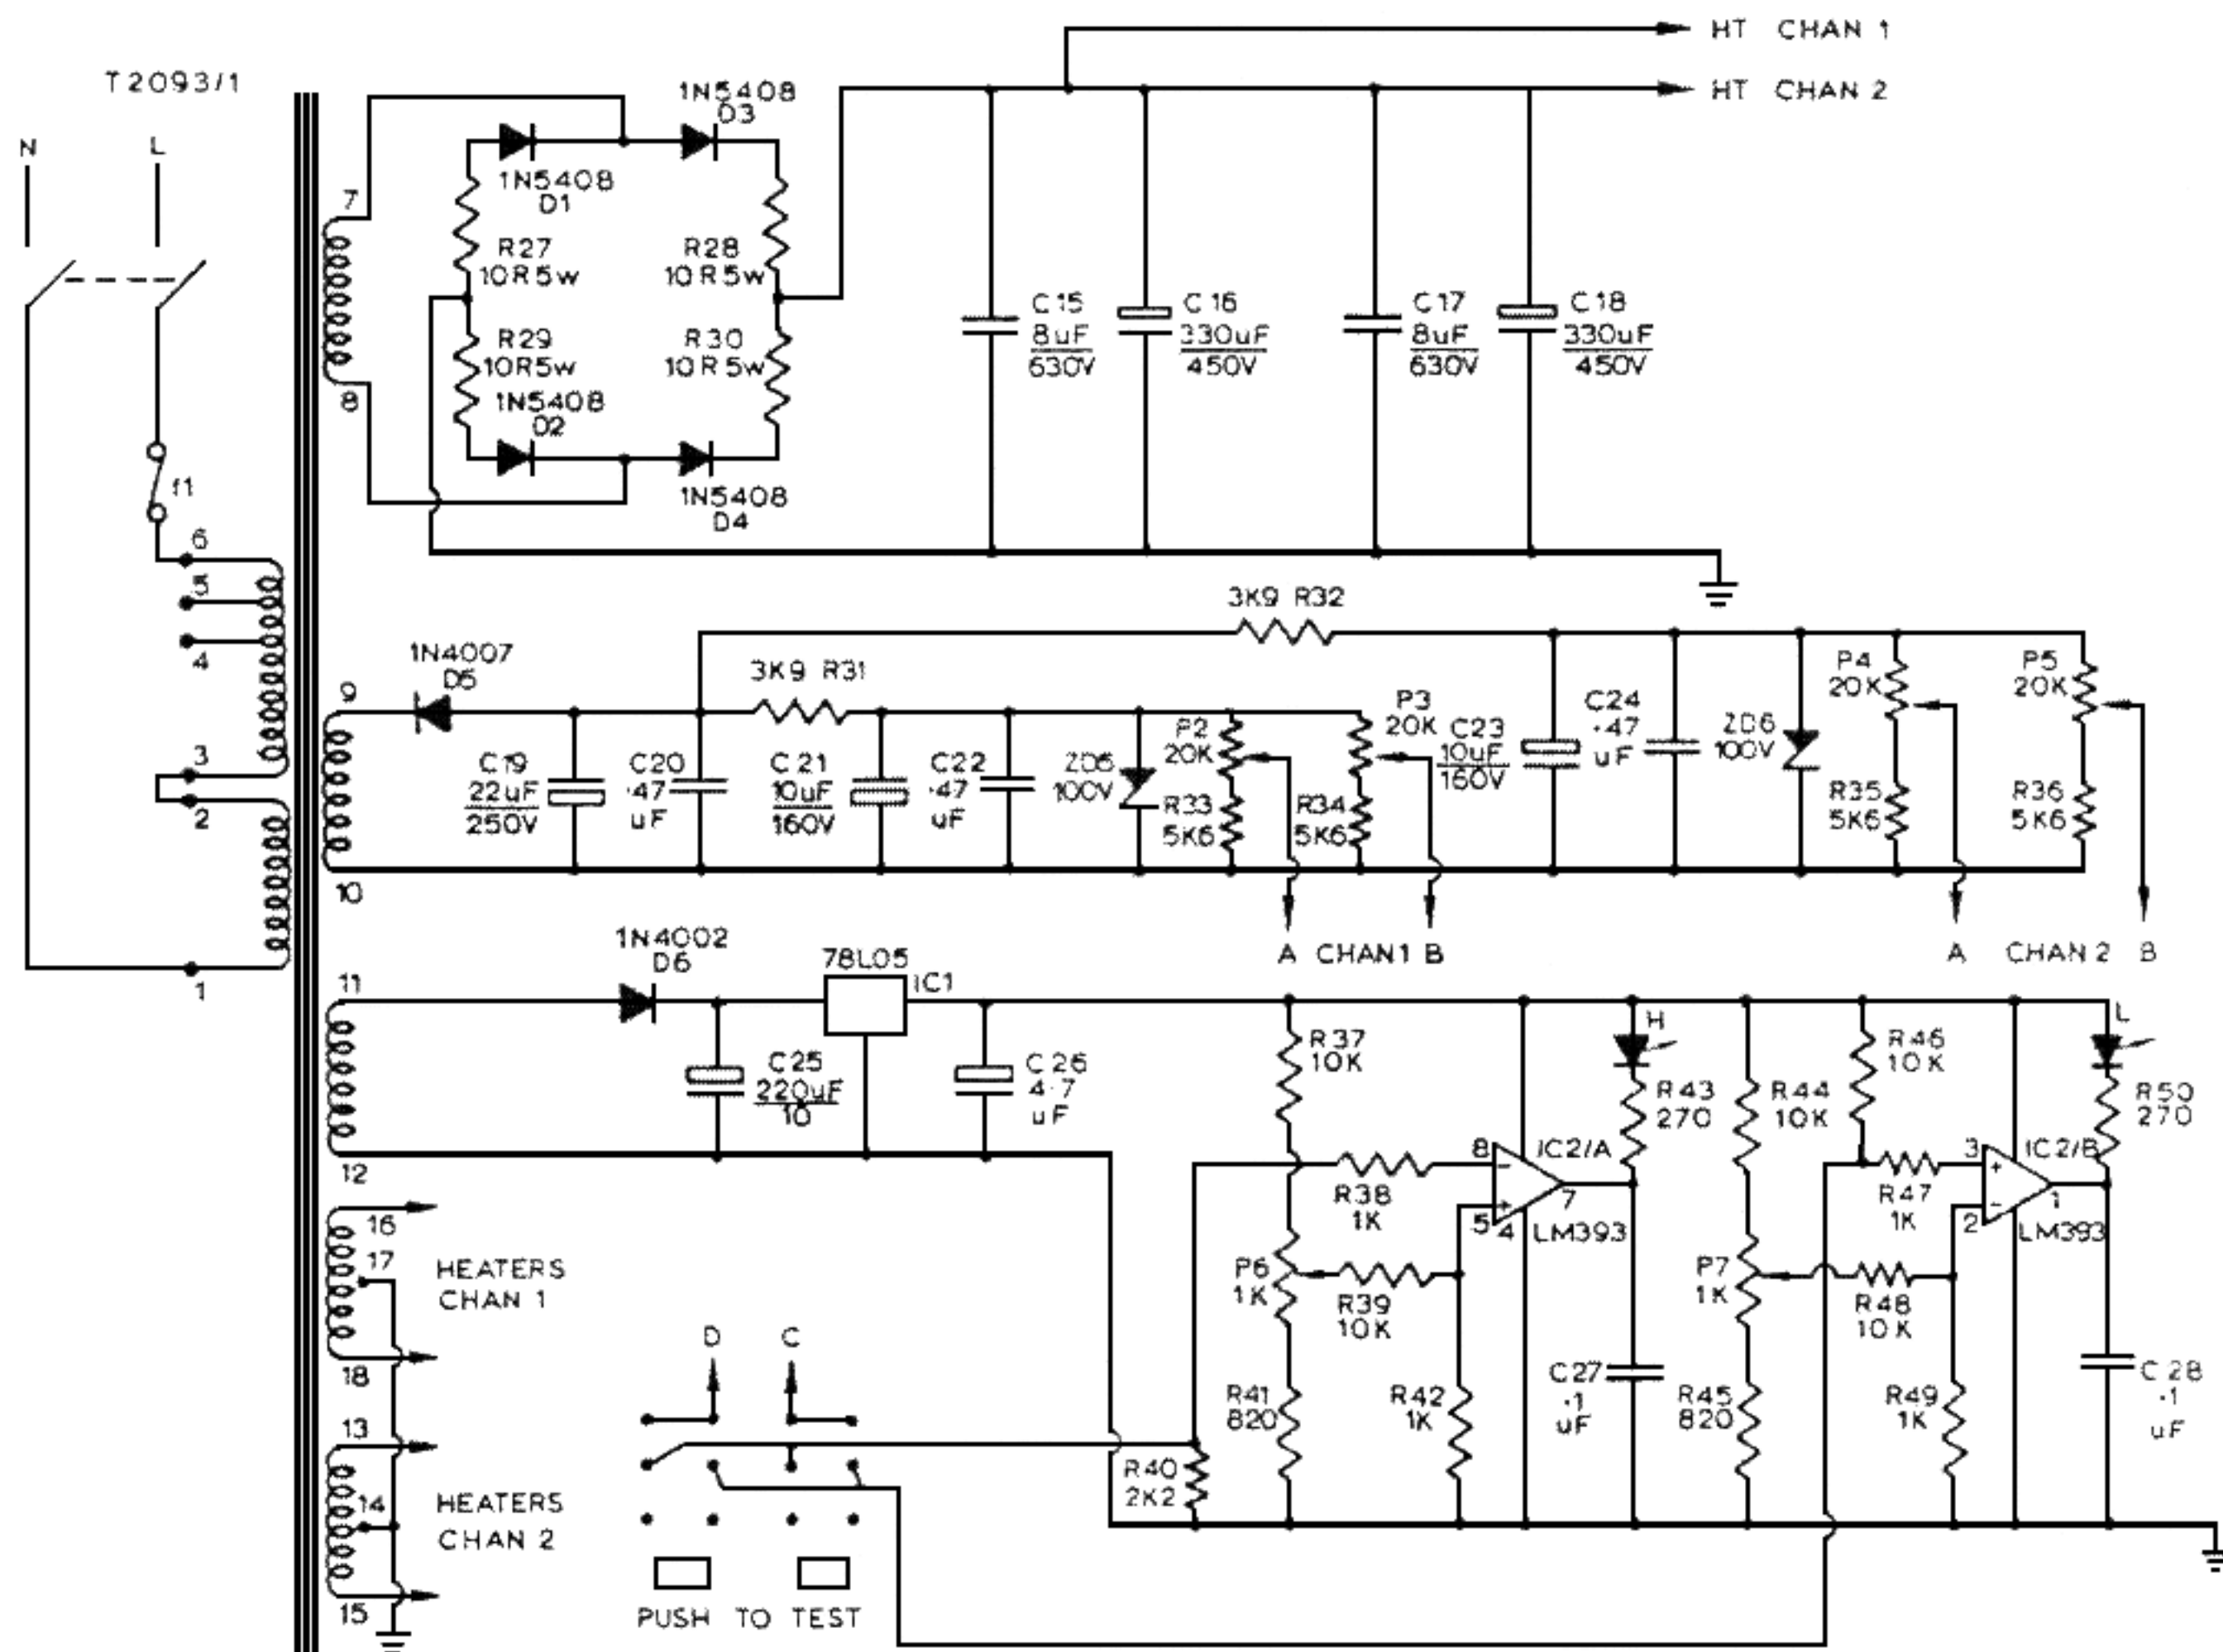 HT CHAN 1
HT CHAN 2
T2093/1
N
L
f1
6
5
4
3
2
1
7
8
1N5408
D3
1N5408
D1
R27
10R5w
R28
10R5w
R29
10R5w
R30
10R5w
1N5408
D2
1N5408
D4
C15
8uF
630V
C16
330uF
450V
C17
8uF
630V
C18
330uF
450V
3K9 R32
9
10
1N4007
D5
3K9 R31
C19
22uF
250V
C20
.47
uF
C21
10uF
160V
C22
.47
uF
ZD5
100V
P2
20K
R33
5K6
P3
20K
R34
5K6
C23
10uF
160V
C24
.47
uF
ZD6
100V
P4
20K
R35
5K6
P5
20K
R36
5K6
A CHAN1 B
A CHAN 2 B
11
12
1N4002
D6
78L05
IC1
C25
220uF
10
C26
4.7
uF
R37
10K
R38
1K
8
-
+
5
4
7
IC2/A
LM393
H
R43
270
R44
10K
R46
10K
R47
1K
3
+
-
2
1
IC2/B
LM393
L
R50
270
P6
1K
R39
10K
P7
1K
R48
10K
R41
820
R42
1K
C27
.1
uF
R45
820
R49
1K
C28
.1
uF
R40
2K2
16
17
18
HEATERS
CHAN 1
13
14
15
HEATERS
CHAN 2
D
C
PUSH TO TEST